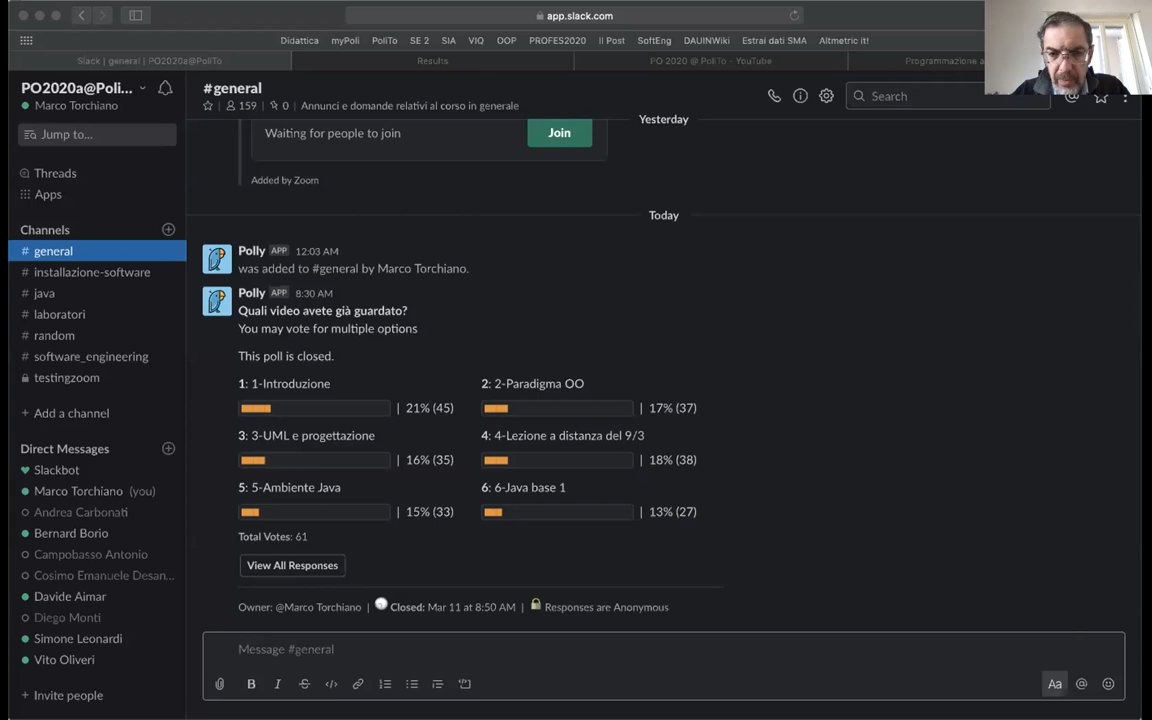 app.slack.com
Didattica myPoli PoliTo SE 2 SIA VIQ OOP PROFES2020 Il Post SoftEng DAUINWiki Estrai dati SMA Altmetric it!
Slack | general | PO2020a@PoliTo
Results
PO 2020 @ PoliTo - YouTube
Programmazione a
PO2020a@Poli...
Marco Torchiano
Jump to...
Threads
Apps
Channels
# general
# installazione-software
# java
# laboratori
# random
# software_engineering
testingzoom
+ Add a channel
Direct Messages
Slackbot
Marco Torchiano (you)
Andrea Carbonati
Bernard Borio
Campobasso Antonio
Cosimo Emanuele Desan...
Davide Aimar
Diego Monti
Simone Leonardi
Vito Oliveri
+ Invite people
#general
159 | 0 | Annunci e domande relativi al corso in generale
Search
Yesterday
Waiting for people to join
Join
Added by Zoom
Today
Polly APP 12:03 AM
was added to #general by Marco Torchiano.
Polly APP 8:30 AM
Quali video avete già guardato?
You may vote for multiple options
This poll is closed.
1: 1-Introduzione
| 21% (45)
2: 2-Paradigma OO
| 17% (37)
3: 3-UML e progettazione
| 16% (35)
4: 4-Lezione a distanza del 9/3
| 18% (38)
5: 5-Ambiente Java
| 15% (33)
6: 6-Java base 1
| 13% (27)
Total Votes: 61
View All Responses
Owner: @Marco Torchiano | Closed: Mar 11 at 8:50 AM | Responses are Anonymous
Message #general
B I S </> Aa @